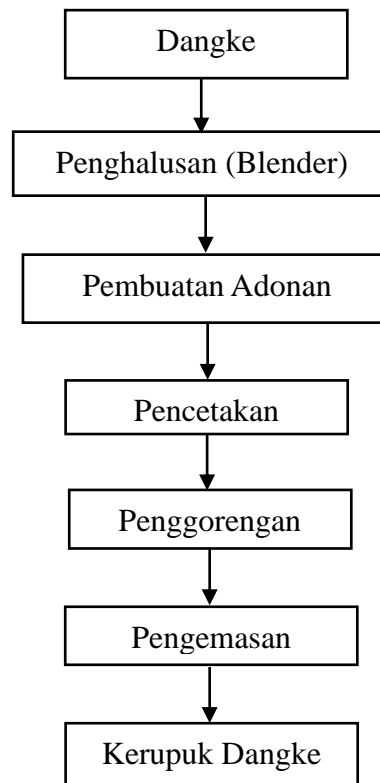 Dangke
Penghalusan (Blender)
Pembuatan Adonan
Pencetakan
Penggorengan
Pengemasan
Kerupuk Dangke